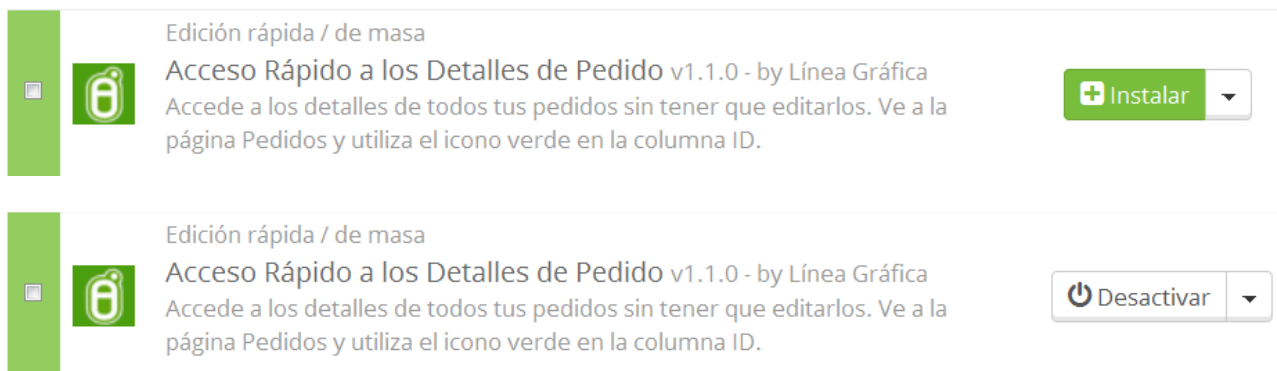 Edición rápida / de masa
Acceso Rápido a los Detalles de Pedido v1.1.0 - by Línea Gráfica
Accede a los detalles de todos tus pedidos sin tener que editarlos. Ve a la
página Pedidos y utiliza el icono verde en la columna ID.
Instalar
Edición rápida / de masa
Acceso Rápido a los Detalles de Pedido v1.1.0 - by Línea Gráfica
Accede a los detalles de todos tus pedidos sin tener que editarlos. Ve a la
página Pedidos y utiliza el icono verde en la columna ID.
Desactivar